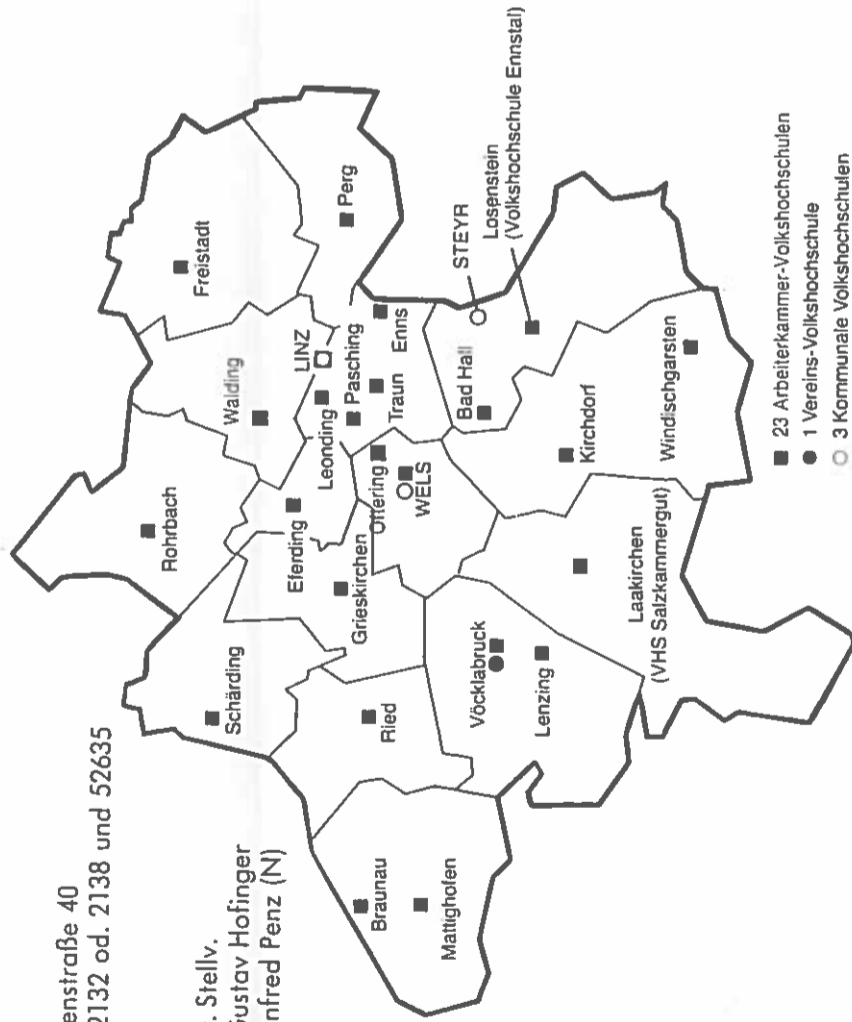 enstraße 40
2132 od. 2138 und 52635
. Stellv.
Gustav Hofinger
nfred Penz (N)
Rohrbach
Freistadt
Walding
Schärding
LINZ
Perg
Eferding
Leonding
Pasching
Grieskirchen
Oftering
Traun
Enns
Ried
WELS
Braunau
Mattighofen
Vöcklabruck
Lenzing
Bad Hall
STEYR
Losenstein
(Volkshochschule Ennstal)
Kirchdorf
Laakirchen
(VHS Salzkammergut)
Windischgarsten
23 Arbeiterkammer-Volkshochschulen
1 Vereins-Volkshochschule
3 Kommunale Volkshochschulen